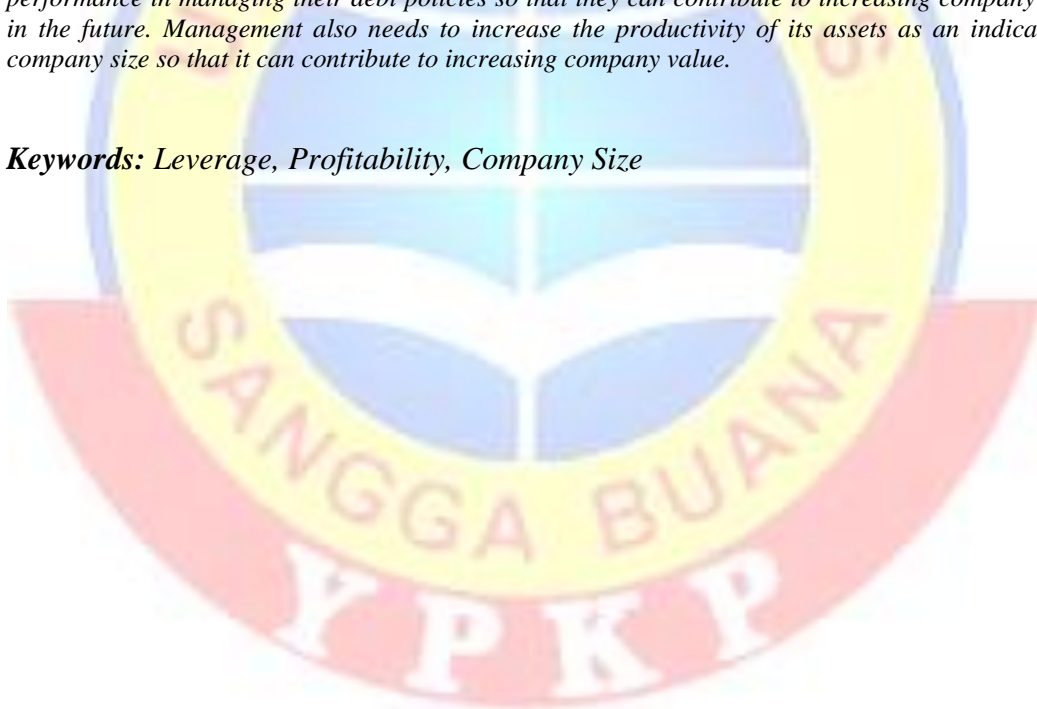 performance in managing their debt policies so that they can contribute to increasing company
in the future. Management also needs to increase the productivity of its assets as an indica
company size so that it can contribute to increasing company value.
Keywords: Leverage, Profitability, Company Size
SANGGA BUANA
YPKP